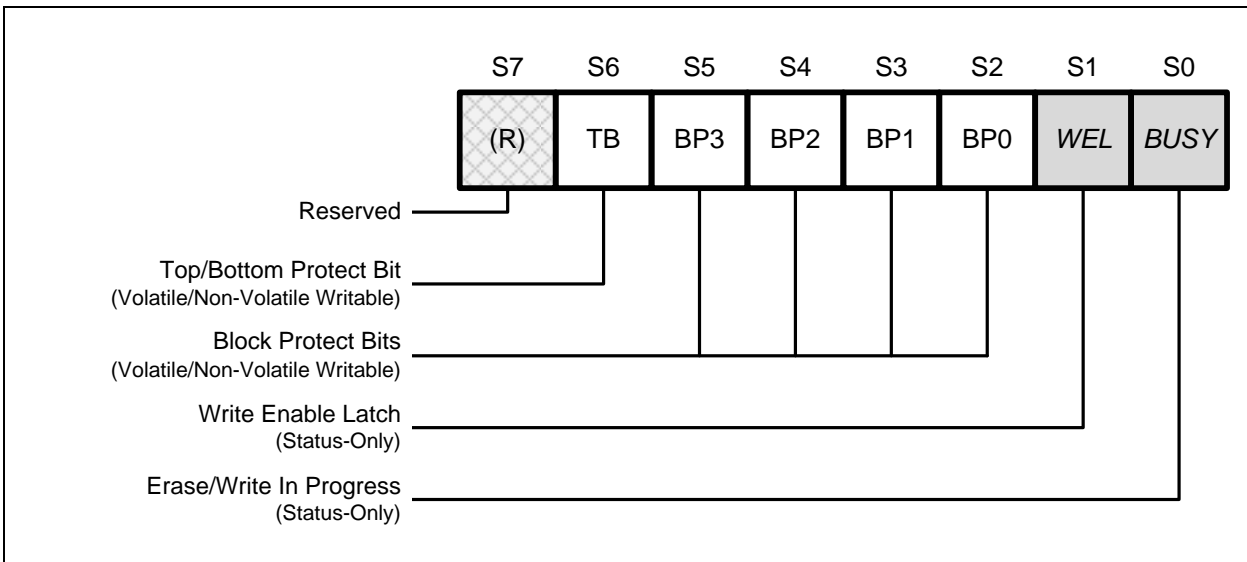 S7 S6 S5 S4 S3 S2 S1 S0
(R) TB BP3 BP2 BP1 BP0 WEL BUSY
Reserved
Top/Bottom Protect Bit
(Volatile/Non-Volatile Writable)
Block Protect Bits
(Volatile/Non-Volatile Writable)
Write Enable Latch
(Status-Only)
Erase/Write In Progress
(Status-Only)